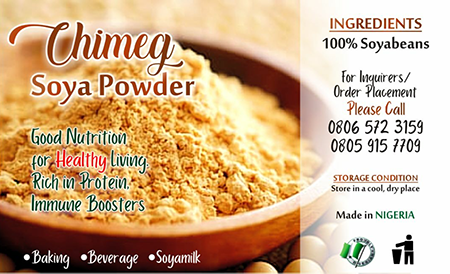 Chimeg
Soya Powder
Good Nutrition
for Healthy Living,
Rich in Protein,
Immune Boosters
•Baking •Beverage •Soyamilk
INGREDIENTS
100% Soyabeans
For Inquirers/
Order Placement
Please Call
0806 572 3159
0805 915 7709
STORAGE CONDITION
Store in a cool, dry place
Made in NIGERIA